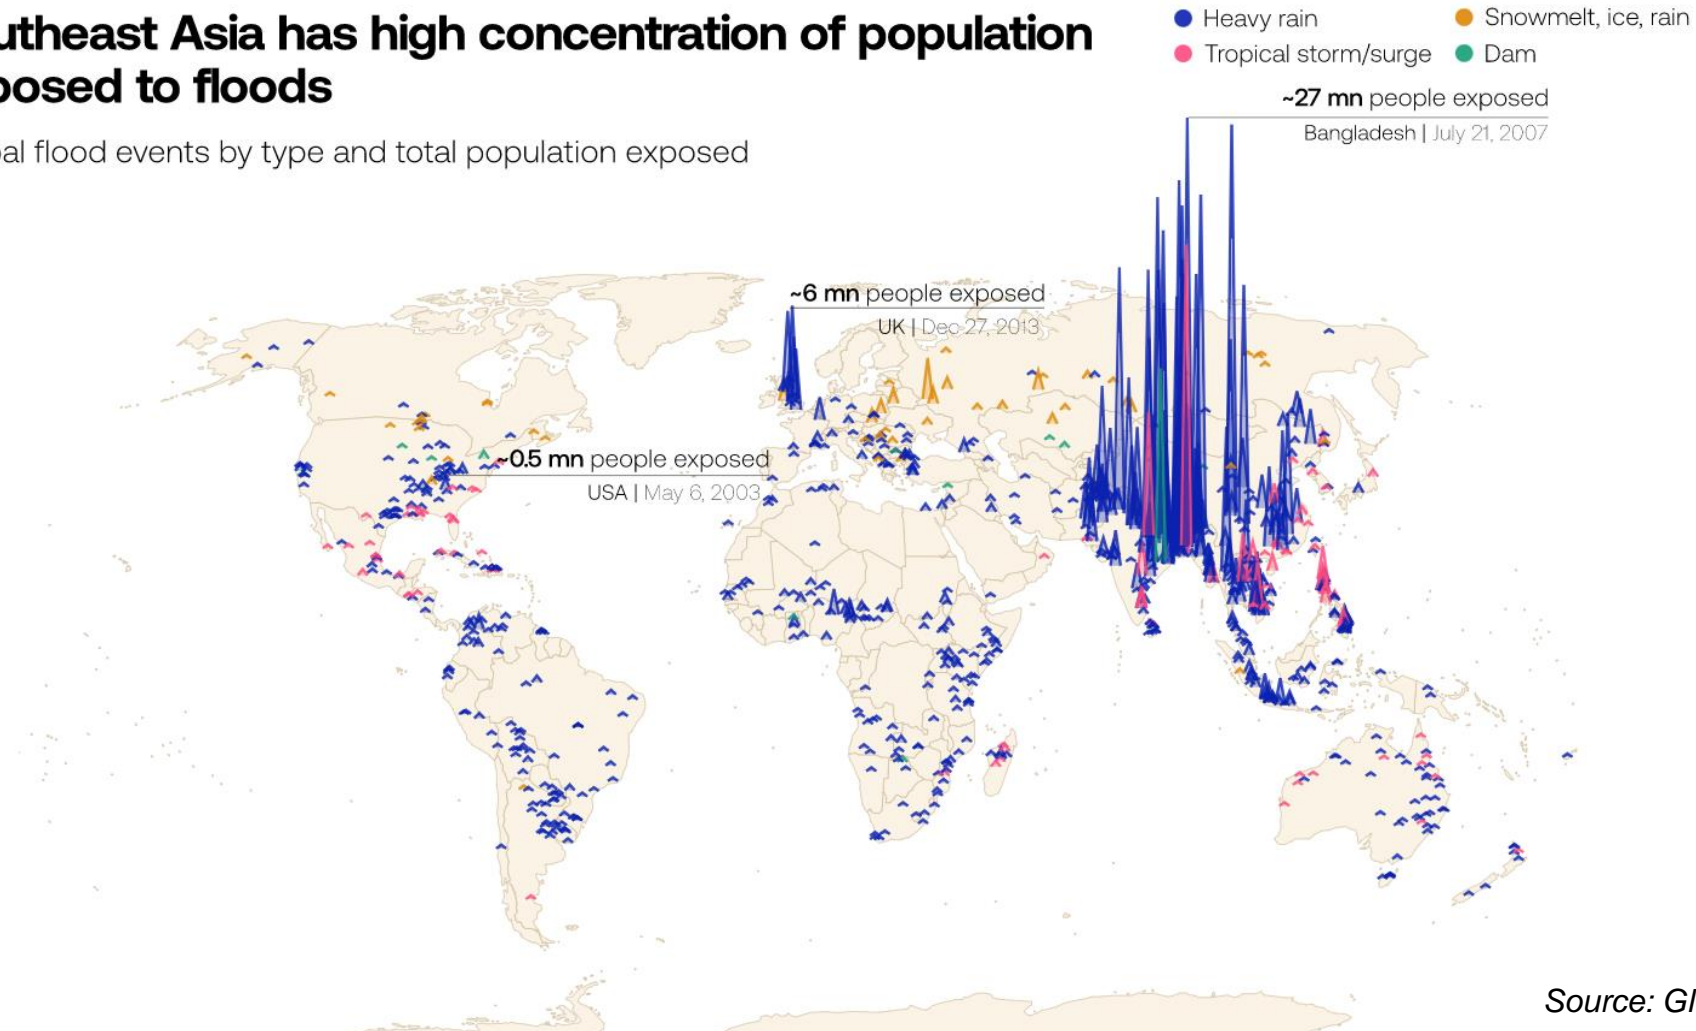 utheast Asia has high concentration of population
posed to floods
bal flood events by type and total population exposed
Heavy rain
Snowmelt, ice, rain
Tropical storm/surge
Dam
~27 mn people exposed
Bangladesh | July 21, 2007
~6 mn people exposed
UK | Dec 27, 2013
~0.5 mn people exposed
USA | May 6, 2003
Source: GI